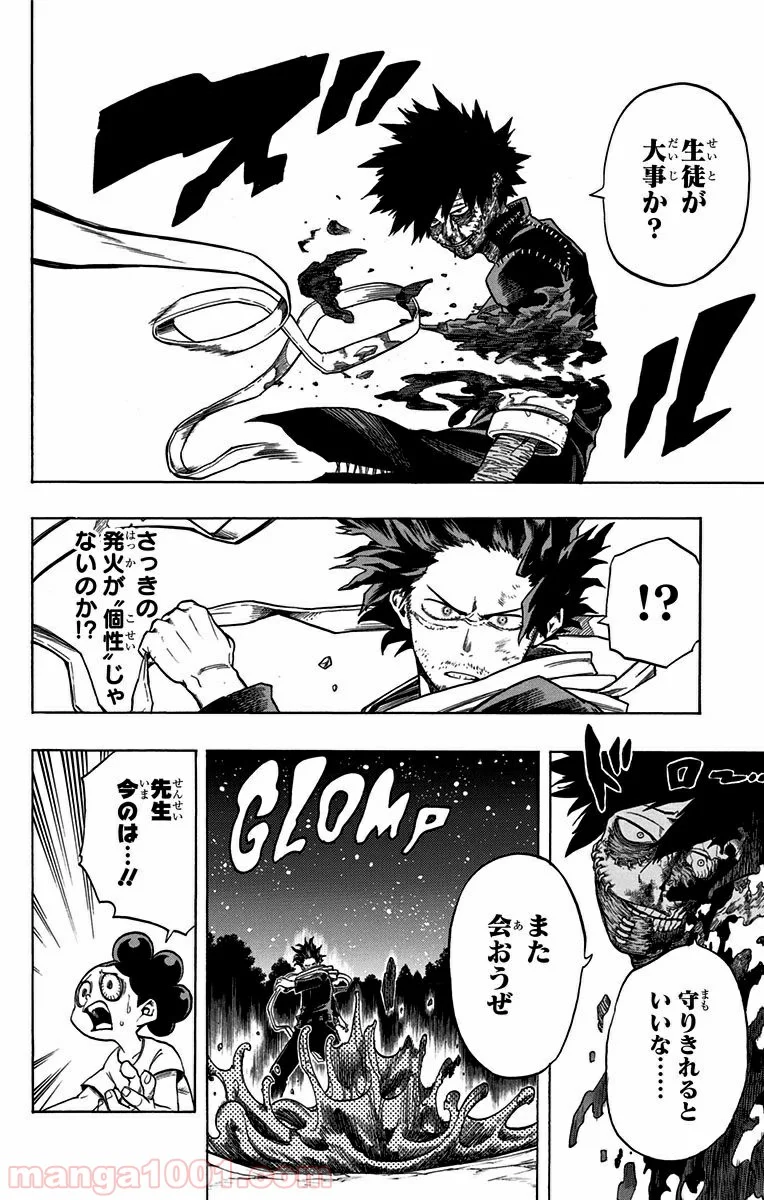 生徒が
大事か?
ズ
ル
!?
さっきの
発火が“個性”じゃ
ないのか!?
ドロ〜
守りきれると
いいな……
また
会おうぜ
GLOMP
先生
今のは…!!
manga1001.com